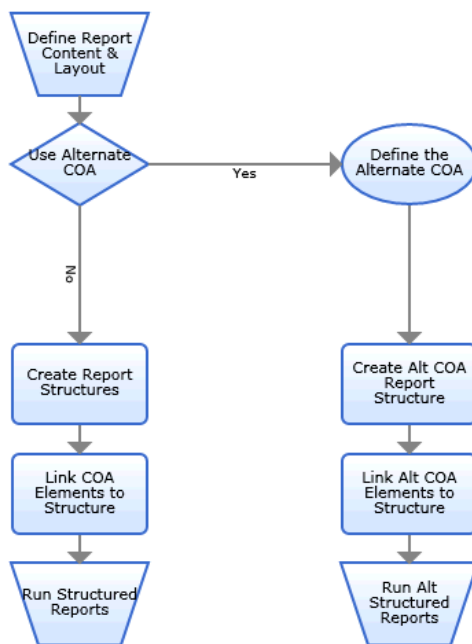 Define Report
Content &
Layout
Use Alternate
COA
Yes
Define the
Alternate COA
No
Create Report
Structures
Create Alt COA
Report
Structure
Link COA
Elements to
Structure
Link Alt COA
Elements to
Structure
Run Structured
Reports
Run Alt
Structured
Reports